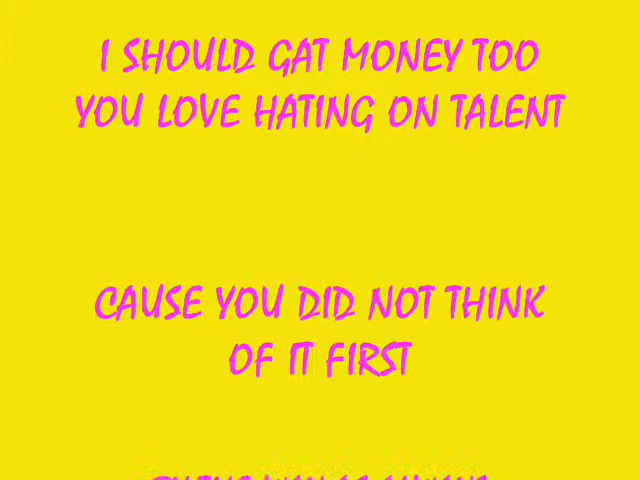 I SHOULD GAT MONEY TOO
YOU LOVE HATING ON TALENT
CAUSE YOU DID NOT THINK
OF IT FIRST